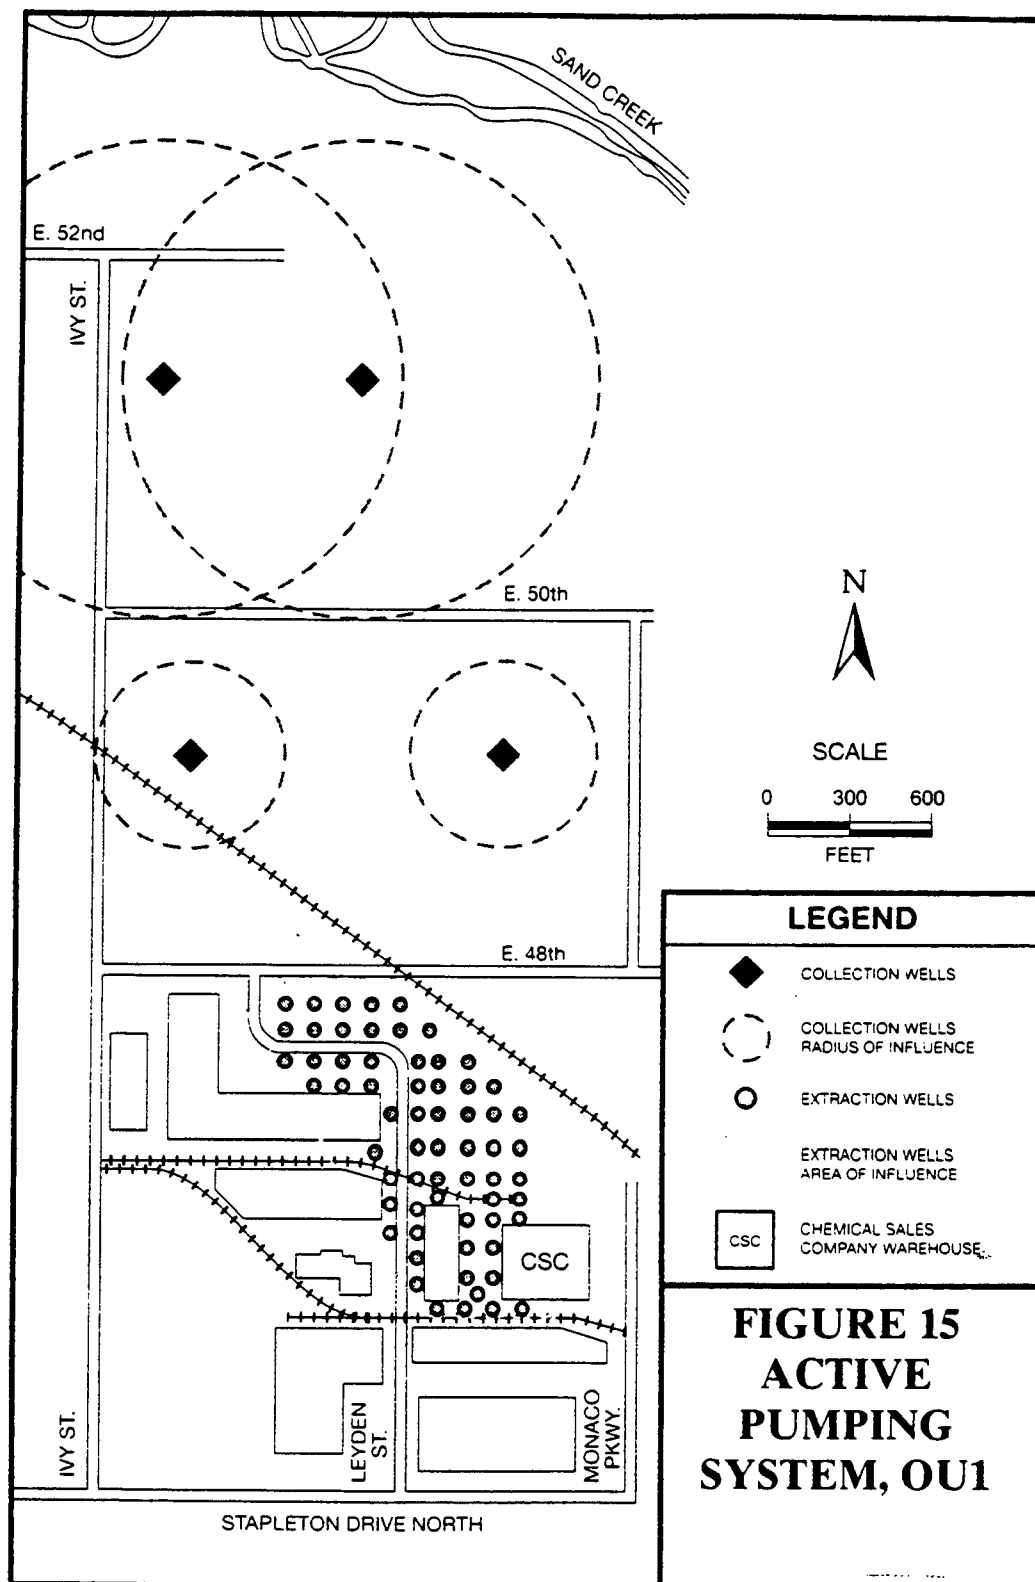 SAND CREEK
E. 52nd
IVY ST.
E. 50th
N
SCALE
0 300 600
FEET
LEGEND
COLLECTION WELLS
COLLECTION WELLS
RADIUS OF INFLUENCE
EXTRACTION WELLS
EXTRACTION WELLS
AREA OF INFLUENCE
CSC
CHEMICAL SALES
COMPANY WAREHOUSE
E. 48th
CSC
IVY ST.
LEYDEN
ST.
MONACO
PKWY.
STAPLETON DRIVE NORTH
FIGURE 15
ACTIVE
PUMPING
SYSTEM, OU1